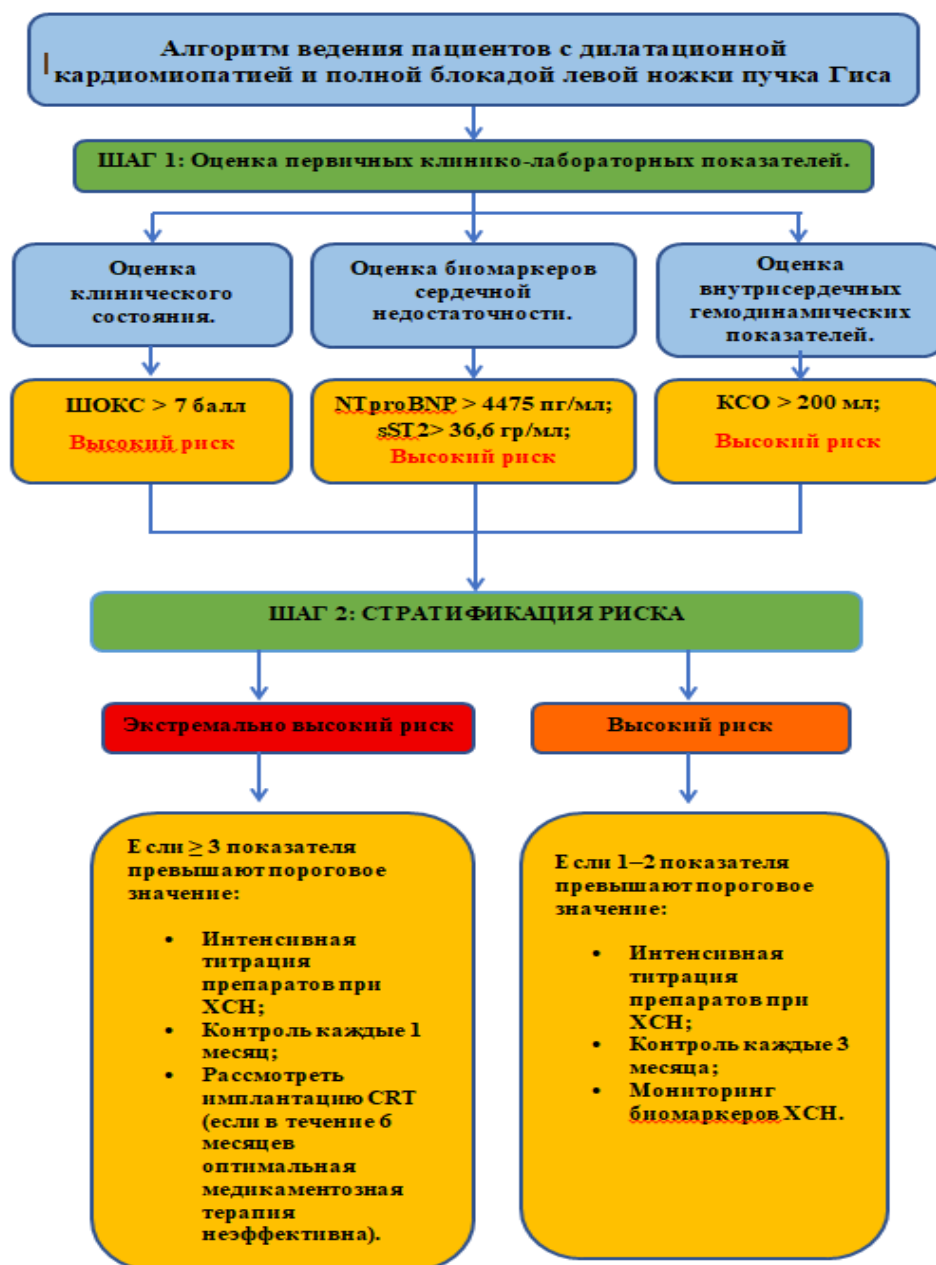 Алгоритм ведения пациентов с дилатационной
кардиомиопатией и полной блокадой левой ножки пучка Гиса
ШАГ 1: Оценка первичных клинико-лабораторных показателей.
Оценка
клинического
состояния.
Оценка биомаркеров
сердечной
недостаточности.
Оценка
внутрисердечных
гемодинамических
показателей.
ШОКС > 7 балл
Высокий риск
NTproBNP > 4475 пг/мл;
sST2> 36,6 гр/мл;
Высокий риск
КСО > 200 мл;
Высокий риск
ШАГ 2: СТРАТИФИКАЦИЯ РИСКА
Экстремально высокий риск
Высокий риск
Если ≥ 3 показателя
превышают пороговое
значение:
• Интенсивная
титрация
препаратов при
ХСН;
• Контроль каждые 1
месяц;
• Рассмотреть
имплантацию CRT
(если в течение 6
месяцев
оптимальная
медикаментозная
терапия
неэффективна).
Если 1–2 показателя
превышают пороговое
значение:
• Интенсивная
титрация
препаратов при
ХСН;
• Контроль каждые 3
месяца;
• Мониторинг
биомаркеров ХСН.